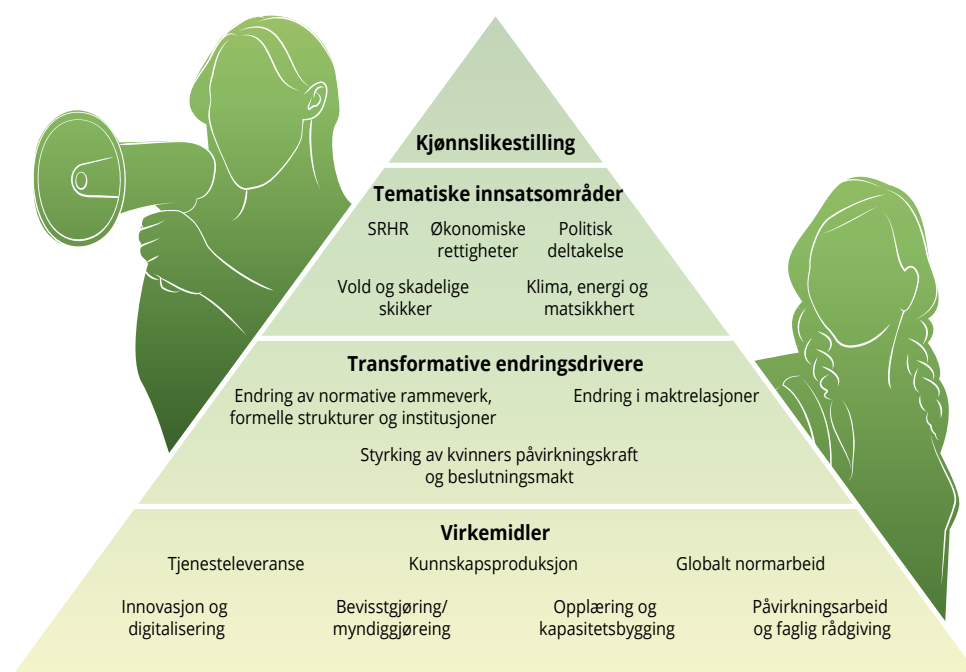 Kjønnslikestilling
Tematiske innsatsområder
SRHR
Økonomiske
rettigheter
Politisk
deltakelse
Vold og skadelige
skikker
Klima, energi og
matsikkhert
Transformative endringsdrivere
Endring av normative rammeverk,
formelle strukturer og institusjoner
Endring i maktrelasjoner
Styrking av kvinners påvirkningskraft
og beslutningsmakt
Virkemidler
Tjenesteleveranse
Kunnskapsproduksjon
Globalt normarbeid
Innovasjon og
digitalisering
Bevisstgjøring/
myndiggjøreing
Opplæring og
kapasitetsbygging
Påvirkningsarbeid
og faglig rådgiving